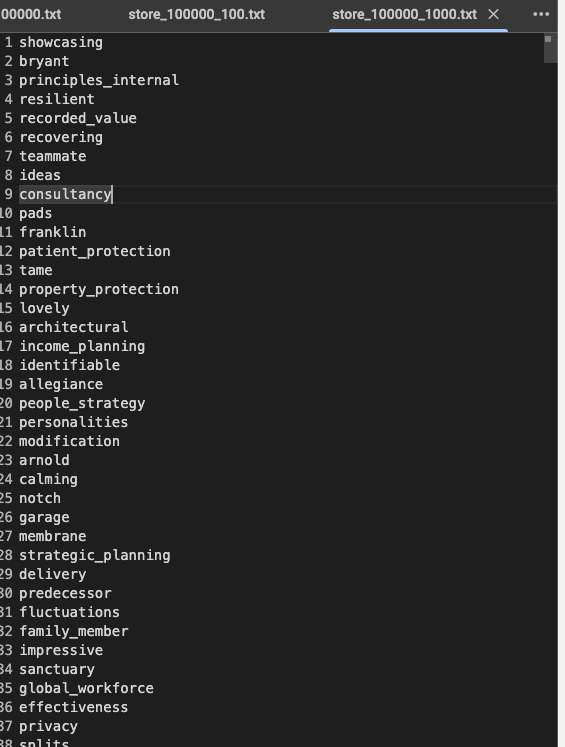 00000.txt store_100000_100.txt store_100000_1000.txt
1 showcasing
2 bryant
3 principles_internal
4 resilient
5 recorded_value
6 recovering
7 teammate
8 ideas
9 consultancy
10 pads
11 franklin
12 patient_protection
13 tame
14 property_protection
15 lovely
16 architectural
17 income_planning
18 identifiable
19 allegiance
20 people_strategy
21 personalities
22 modification
23 arnold
24 calming
25 notch
26 garage
27 membrane
28 strategic_planning
29 delivery
30 predecessor
31 fluctuations
32 family_member
33 impressive
34 sanctuary
35 global_workforce
36 effectiveness
37 privacy
38 splits